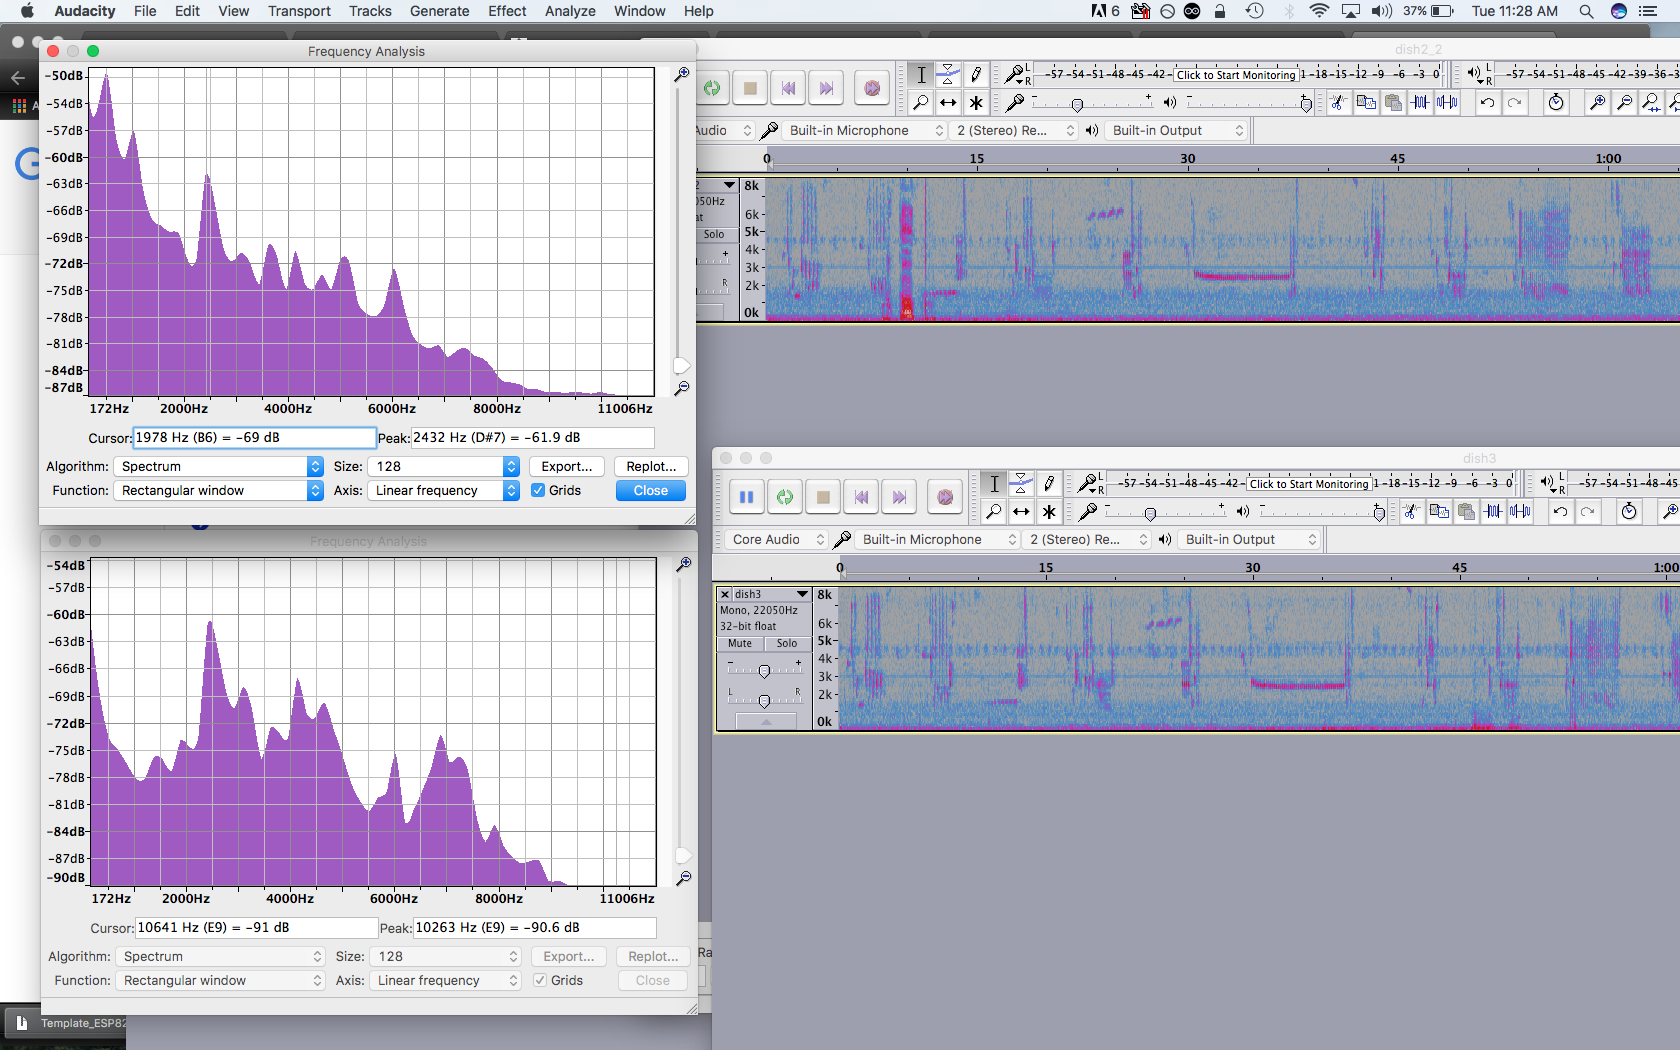 Audacity File Edit View Transport Tracks Generate Effect Analyze Window Help 6 37% Tue 11:28 AM
Frequency Analysis
-50dB
-54dB
-57dB
-60dB
-63dB
-66dB
-69dB
-72dB
-75dB
-78dB
-81dB
-84dB
-87dB
172Hz 2000Hz 4000Hz 6000Hz 8000Hz 11006Hz
Cursor: 1978 Hz (B6) = -69 dB Peak: 2432 Hz (D#7) = -61.9 dB
Algorithm: Spectrum Size: 128 Export... Replot...
Function: Rectangular window Axis: Linear frequency Grids Close
Frequency Analysis
-54dB
-57dB
-60dB
-63dB
-66dB
-69dB
-72dB
-75dB
-78dB
-81dB
-84dB
-87dB
-90dB
172Hz 2000Hz 4000Hz 6000Hz 8000Hz 11006Hz
Cursor: 10641 Hz (E9) = -91 dB Peak: 10263 Hz (E9) = -90.6 dB
Algorithm: Spectrum Size: 128 Export... Replot...
Function: Rectangular window Axis: Linear frequency Grids Close
Template_ESP82
dish2_2
L R -57 -54 -51 -48 -45 -42 - Click to Start Monitoring 1 -18 -15 -12 -9 -6 -3 0 L R -57 -54 -51 -48 -45 -42 -39 -36 -3
Audio Built-in Microphone 2 (Stereo) Re... Built-in Output
0 15 30 45 1:00
2 8k
050Hz
at 6k
Solo 5k
4k
+ 3k
R 2k
0k
dish3
L R -57 -54 -51 -48 -45 -42 - Click to Start Monitoring 1 -18 -15 -12 -9 -6 -3 0 L R -57 -54 -51 -48 -45
Core Audio Built-in Microphone 2 (Stereo) Re... Built-in Output
0 15 30 45 1:00
dish3 8k
Mono, 22050Hz
32-bit float 6k
Mute Solo 5k
4k
- + 3k
L R 2k
0k
Ra